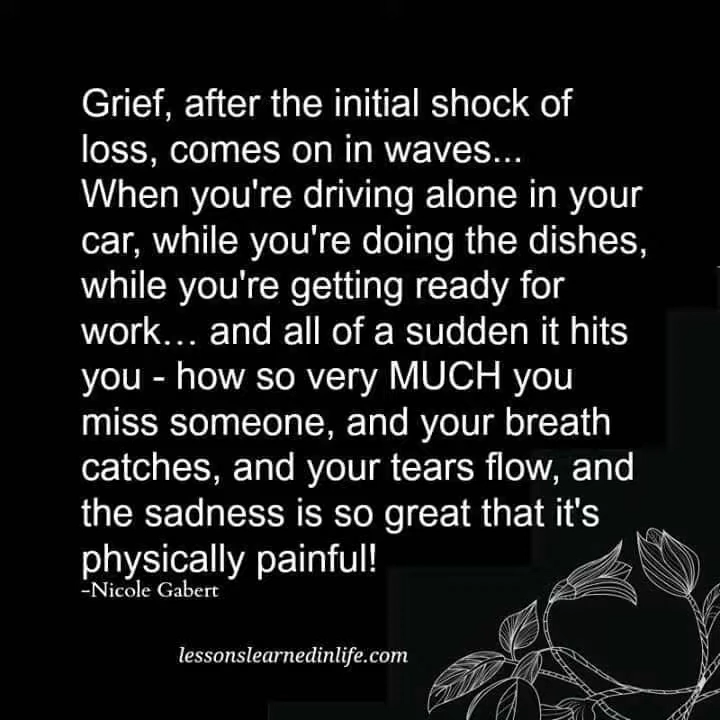 Grief, after the initial shock of
loss, comes on in waves...
When you're driving alone in your
car, while you're doing the dishes,
while you're getting ready for
work... and all of a sudden it hits
you - how so very MUCH you
miss someone, and your breath
catches, and your tears flow, and
the sadness is so great that it's
physically painful!
-Nicole Gabert
lessonslearnedinlife.com